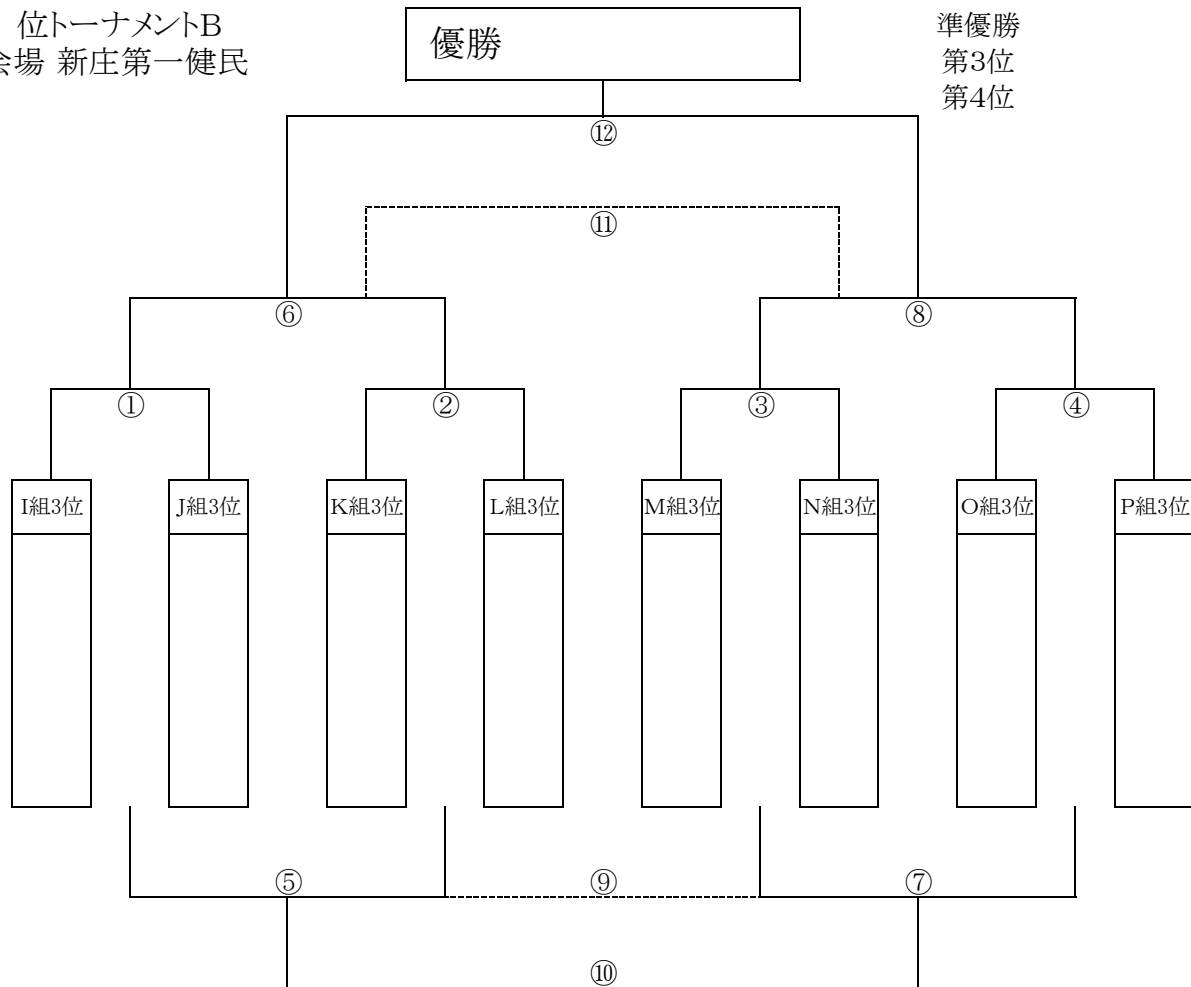 位トーナメントB
会場 新庄第一健民
優勝
準優勝
第3位
第4位
⑫
⑪
⑥
⑧
①
②
③
④
I組3位
J組3位
K組3位
L組3位
M組3位
N組3位
O組3位
P組3位
⑤
⑨
⑦
⑩